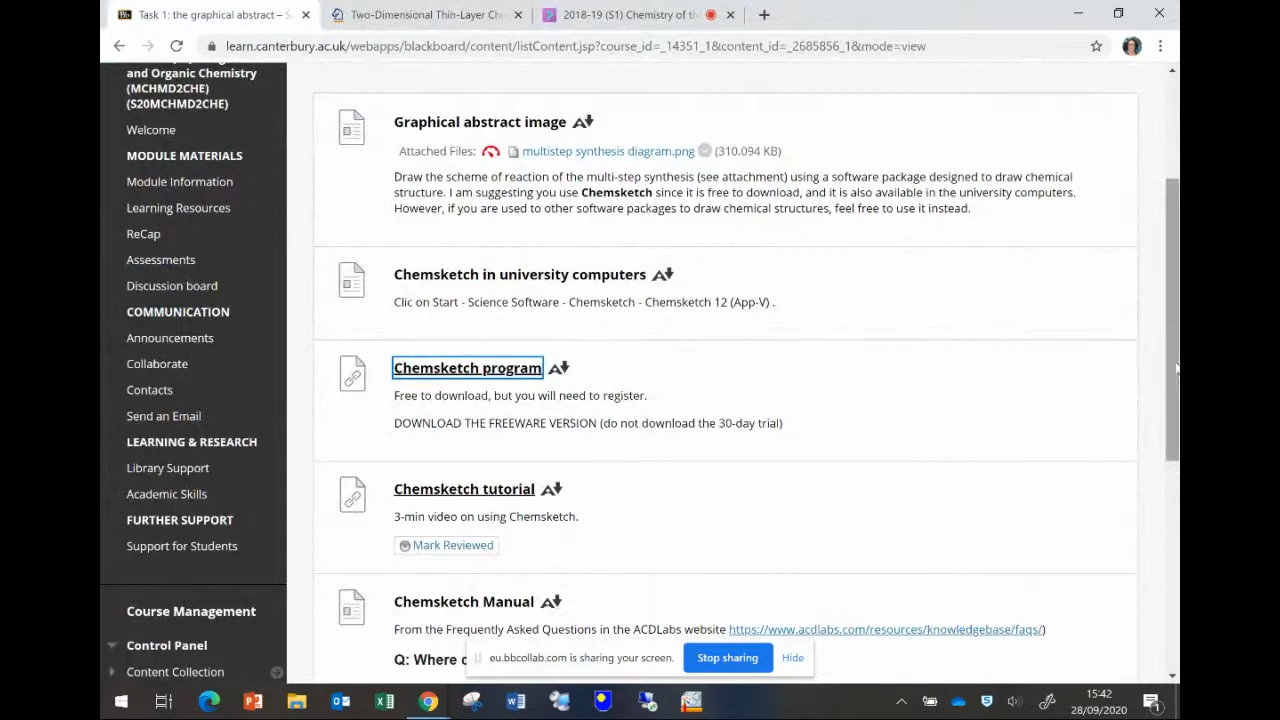 Task 1: the graphical abstract – S
Two-Dimensional Thin-Layer Chr
2018-19 (S1) Chemistry of th
learn.canterbury.ac.uk/webapps/blackboard/content/listContent.jsp?course_id=_14351_1&content_id=_2685856_1&mode=view
and Organic Chemistry
(MCHMD2CHE)
(S20MCHMD2CHE)
Welcome
MODULE MATERIALS
Module Information
Learning Resources
ReCap
Assessments
Discussion board
COMMUNICATION
Announcements
Collaborate
Contacts
Send an Email
LEARNING & RESEARCH
Library Support
Academic Skills
FURTHER SUPPORT
Support for Students
Course Management
Control Panel
Content Collection
Graphical abstract image
Attached Files: multistep synthesis diagram.png (310.094 KB)
Draw the scheme of reaction of the multi-step synthesis (see attachment) using a software package designed to draw chemical
structure. I am suggesting you use Chemsketch since it is free to download, and it is also available in the university computers.
However, if you are used to other software packages to draw chemical structures, feel free to use it instead.
Chemsketch in university computers
Clic on Start - Science Software - Chemsketch - Chemsketch 12 (App-V) .
Chemsketch program
Free to download, but you will need to register.
DOWNLOAD THE FREEWARE VERSION (do not download the 30-day trial)
Chemsketch tutorial
3-min video on using Chemsketch.
Mark Reviewed
Chemsketch Manual
From the Frequently Asked Questions in the ACDLabs website https://www.acdlabs.com/resources/knowledgebase/faqs/)
Q: Where
eu.bbcollab.com is sharing your screen.
Stop sharing
Hide
15:42
28/09/2020